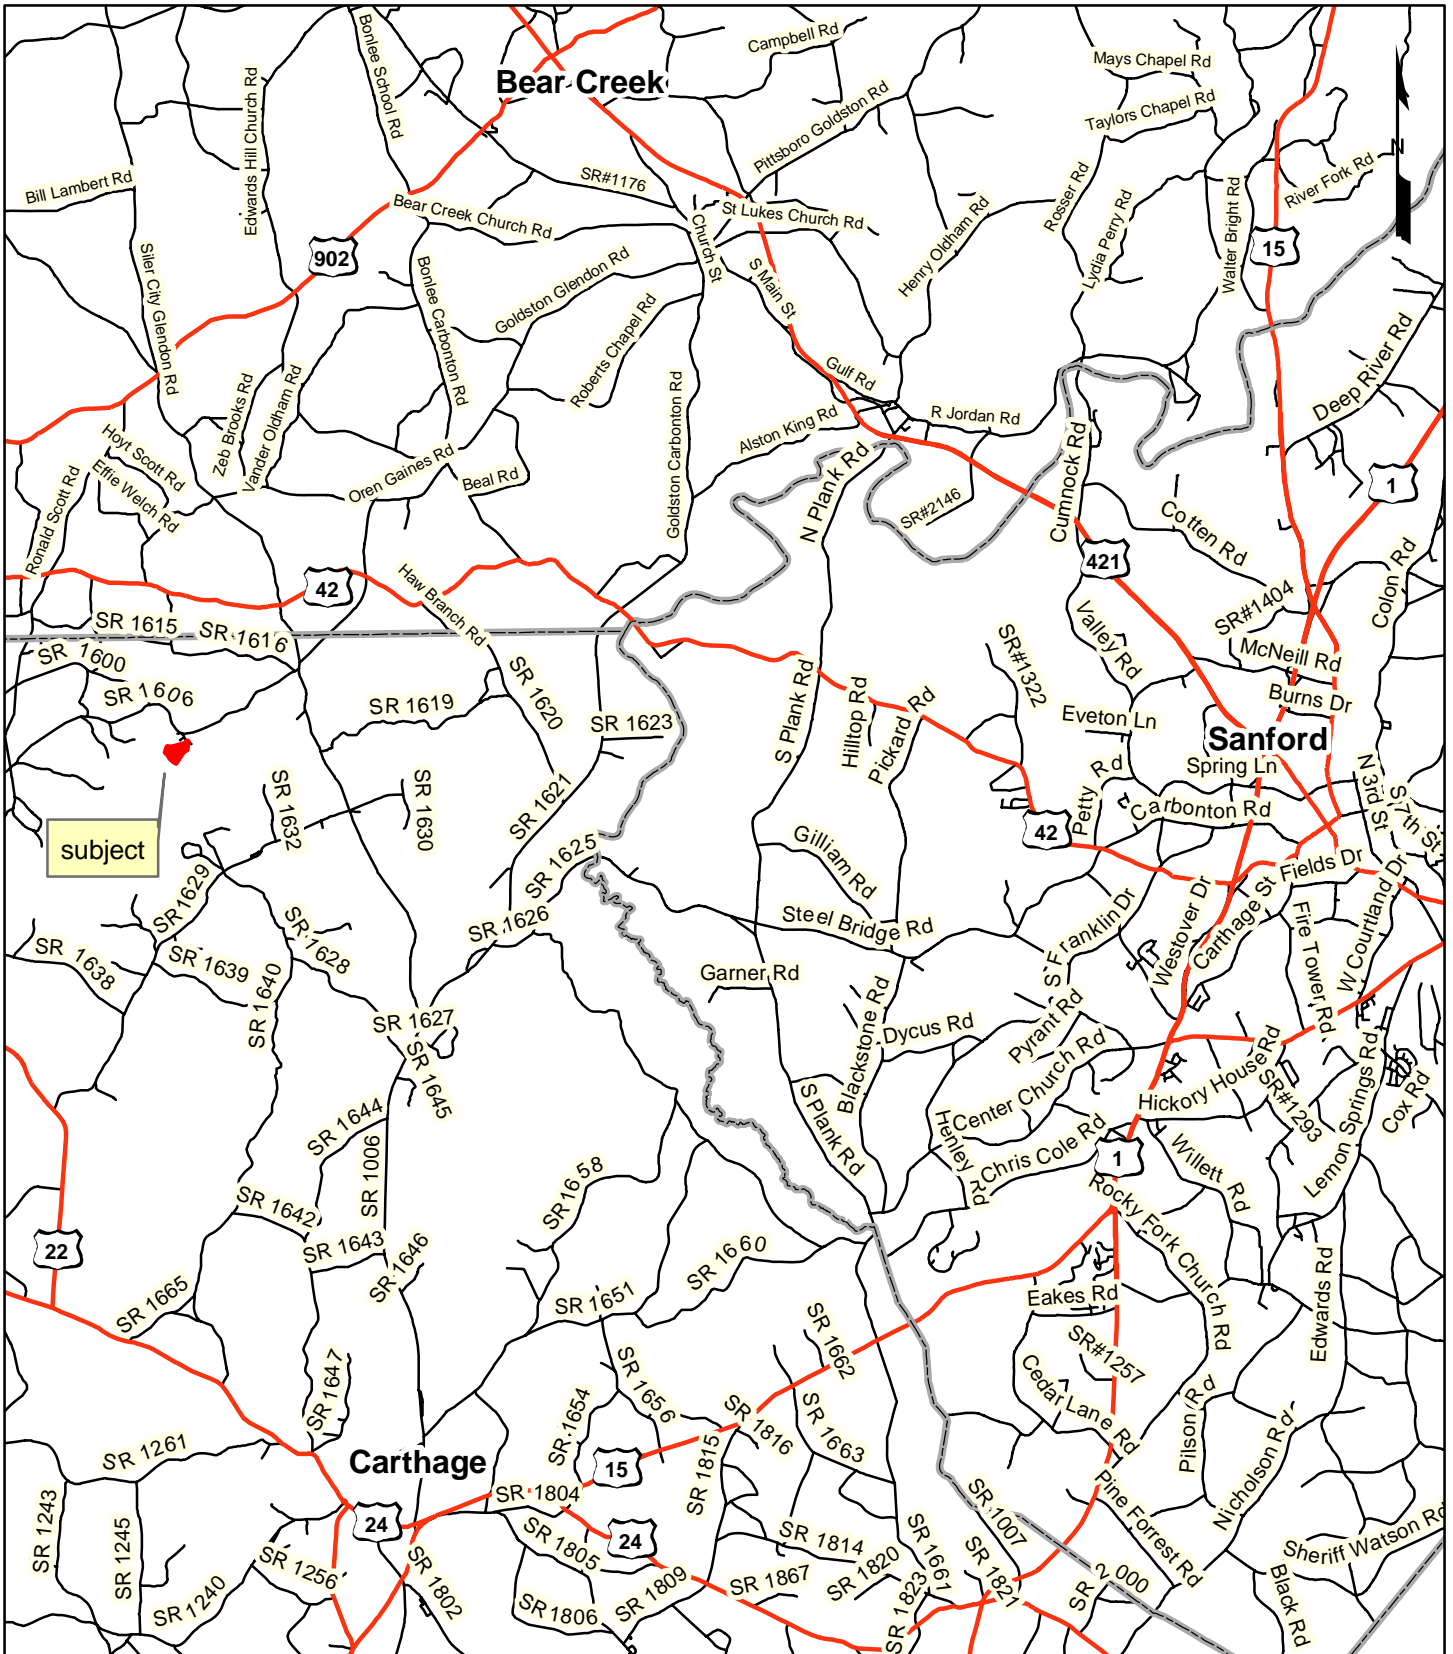 Campbell Rd
Bonlee School Rd
Mays Chapel Rd
Bear Creek
Edwards Hill Church Rd
Pittsboro Goldston Rd
Taylors Chapel Rd
N
Bill Lambert Rd
SR#1176
River Fork Rd
Rosser Rd
Bear Creek Church Rd
St Lukes Church Rd
Lydia Perry Rd
Walter Bright Rd
Church St
Henry Oldham Rd
902
15
Siler City Glendon Rd
Bonlee Carbonton Rd
Goldston Glendon Rd
S Main St
Roberts Chapel Rd
Deep River Rd
Gulf Rd
Zeb Brooks Rd
Vander Oldham Rd
Goldston Carbonton Rd
Alston King Rd
R Jordan Rd
Hoyt Scott Rd
Effie Welch Rd
Oren Gaines Rd
Beal Rd
N Plank Rd
Cumnock Rd
1
Ronald Scott Rd
SR#2146
Cotten Rd
421
42
Haw Branch Rd
Colon Rd
SR#1404
SR 1615
SR 1616
Valley Rd
McNeill Rd
SR 1600
SR#1322
SR 1606
SR 1619
SR 1620
SR 1623
S Plank Rd
Hilltop Rd
Pickard Rd
Burns Dr
Eveton Ln
Sanford
Spring Ln
Petty Rd
N 3rd St
S 7th St
SR 1632
SR 1630
SR 1621
42
Carbonton Rd
subject
Gilliam Rd
SR 1625
Fields Dr
SR 1629
SR 1626
Steel Bridge Rd
S Franklin Dr
Westover Dr
Carthage St
Fire Tower Rd
W Courtland Dr
SR 1638
SR 1639
SR 1628
Garner Rd
SR 1640
SR 1627
Blackstone Rd
Dycus Rd
Pyrant Rd
SR 1645
Center Church Rd
Hickory House Rd
SR#1293
Lemon Springs Rd
Cox Rd
SR 1644
S Plank Rd
Henley Rd
Chris Cole Rd
SR 1006
1
Willett Rd
SR 1658
SR 1642
Rocky Fork Church Rd
22
SR 1643
SR 1646
SR 1660
Edwards Rd
SR 1665
SR 1651
Eakes Rd
SR 1662
SR#1257
SR 1647
SR 1656
SR 1654
Cedar Lane Rd
Pilson Rd
SR 1816
SR 1663
Nicholson Rd
SR 1261
Carthage
15
SR 1815
SR 1804
Pine Forrest Rd
SR 1243
SR 1245
24
24
SR 1007
Sheriff Watson Rd
SR 1805
SR 1814
SR 1661
SR 1256
SR 1802
SR 1820
SR 1821
SR 1867
SR 1809
SR 2000
SR 1240
SR 1806
SR 1823
Black Rd